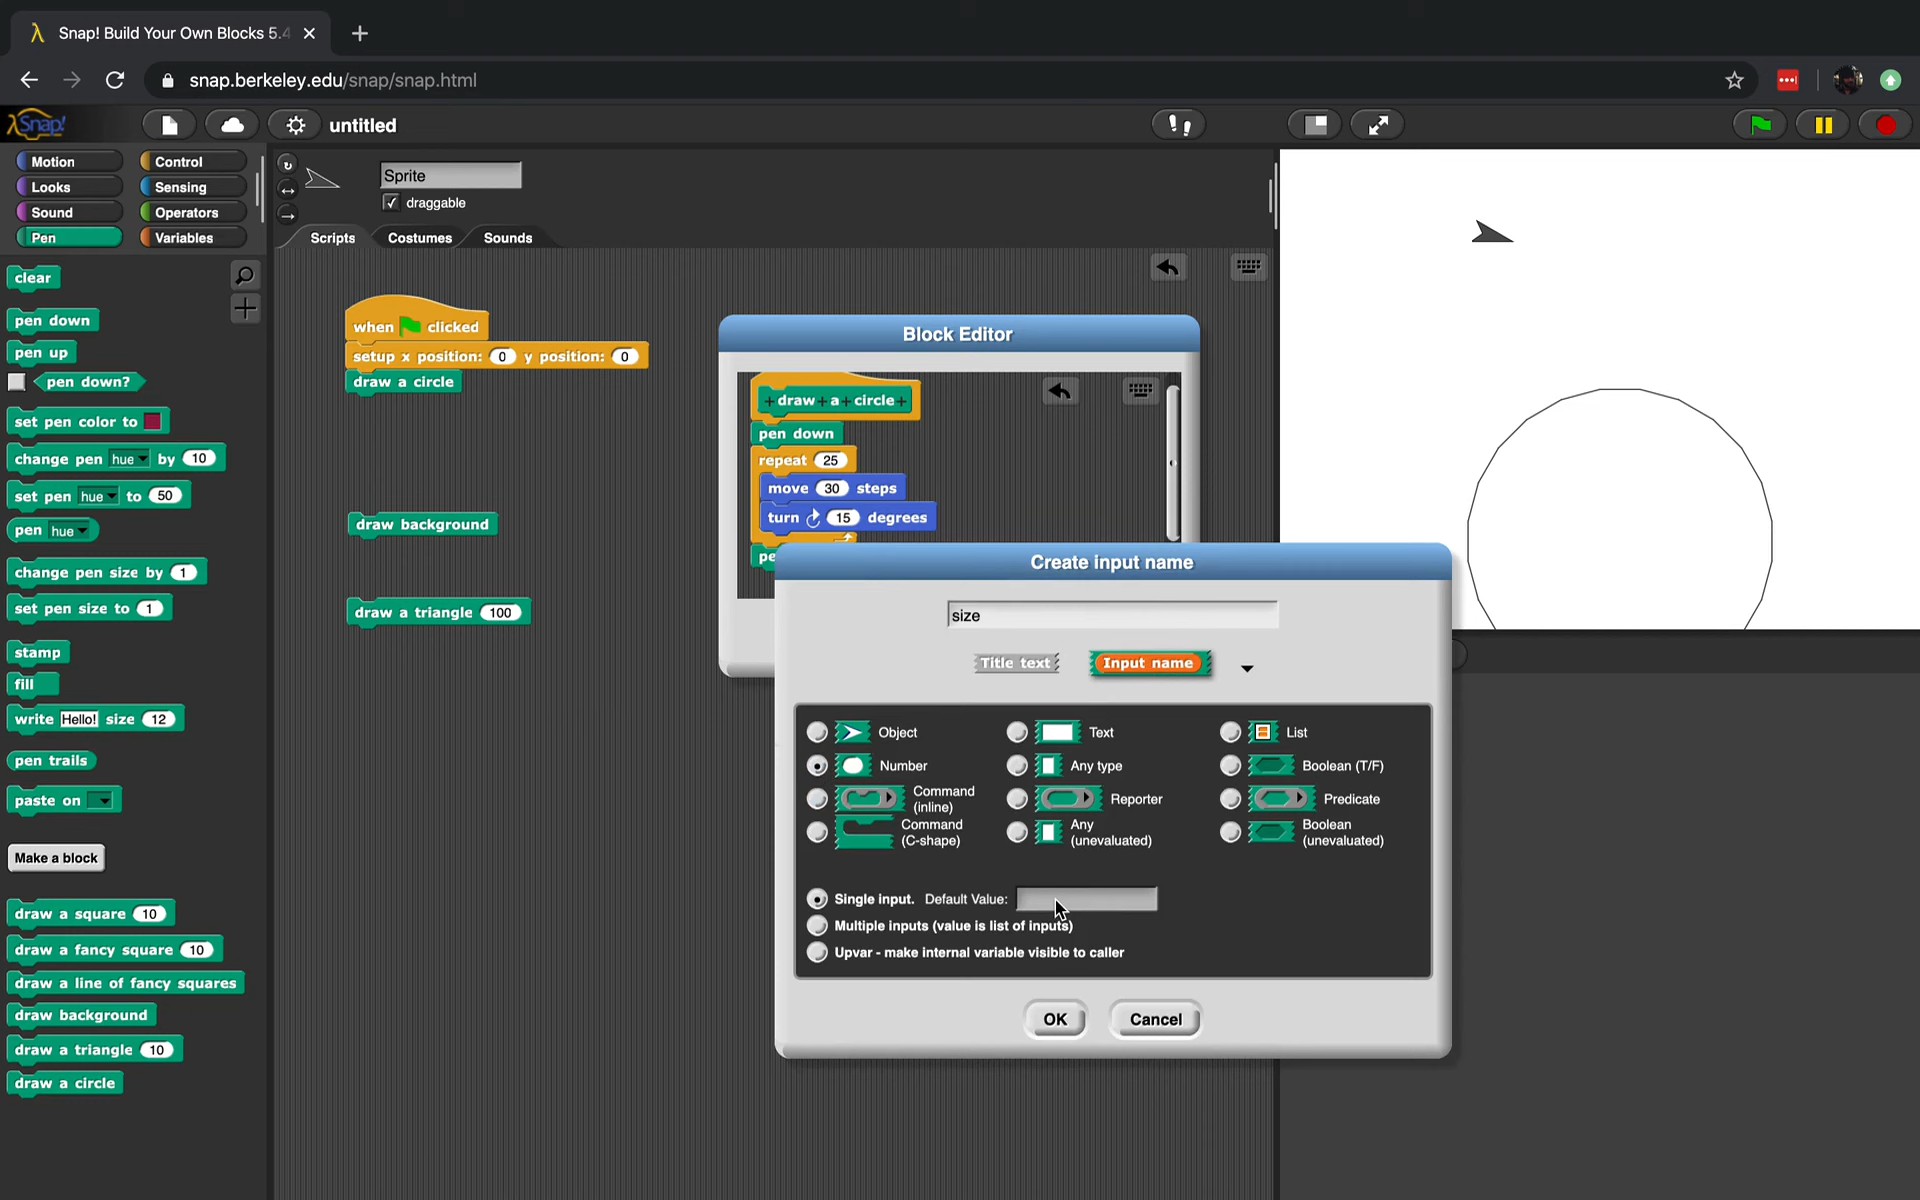 Snap! Build Your Own Blocks 5.4
snap.berkeley.edu/snap/snap.html
Snap!
untitled
Motion
Control
Looks
Sensing
Sound
Operators
Pen
Variables
Sprite
draggable
Scripts
Costumes
Sounds
clear
pen down
pen up
pen down?
set pen color to
change pen hue by 10
set pen hue to 50
pen hue
change pen size by 1
set pen size to 1
stamp
fill
write Hello! size 12
pen trails
paste on
Make a block
draw a square 10
draw a fancy square 10
draw a line of fancy squares
draw background
draw a triangle 10
draw a circle
when clicked
setup x position: 0 y position: 0
draw a circle
draw background
draw a triangle 100
Block Editor
+ draw + a + circle +
pen down
repeat 25
move 30 steps
turn 15 degrees
Create input name
size
Title text
Input name
Object
Text
List
Number
Any type
Boolean (T/F)
Command
(inline)
Reporter
Predicate
Command
(C-shape)
Any
(unevaluated)
Boolean
(unevaluated)
Single input. Default Value:
Multiple inputs (value is list of inputs)
Upvar - make internal variable visible to caller
OK
Cancel